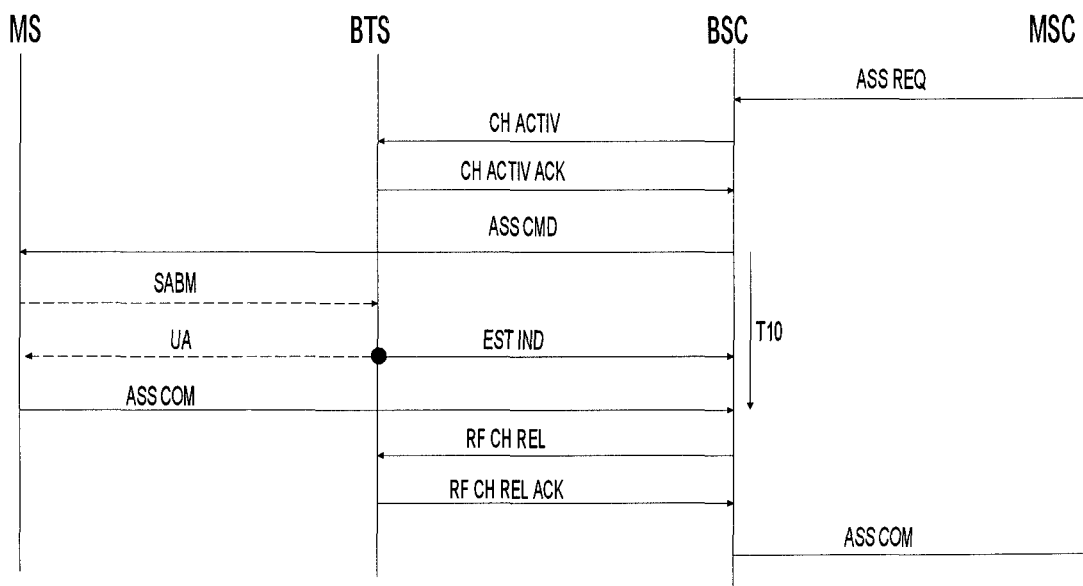 MS BTS BSC MSC
ASS REQ
CH ACTIV
CH ACTIV ACK
ASS CMD
SABM
T10
UA EST IND
ASS COM
RF CH REL
RF CH REL ACK
ASS COM